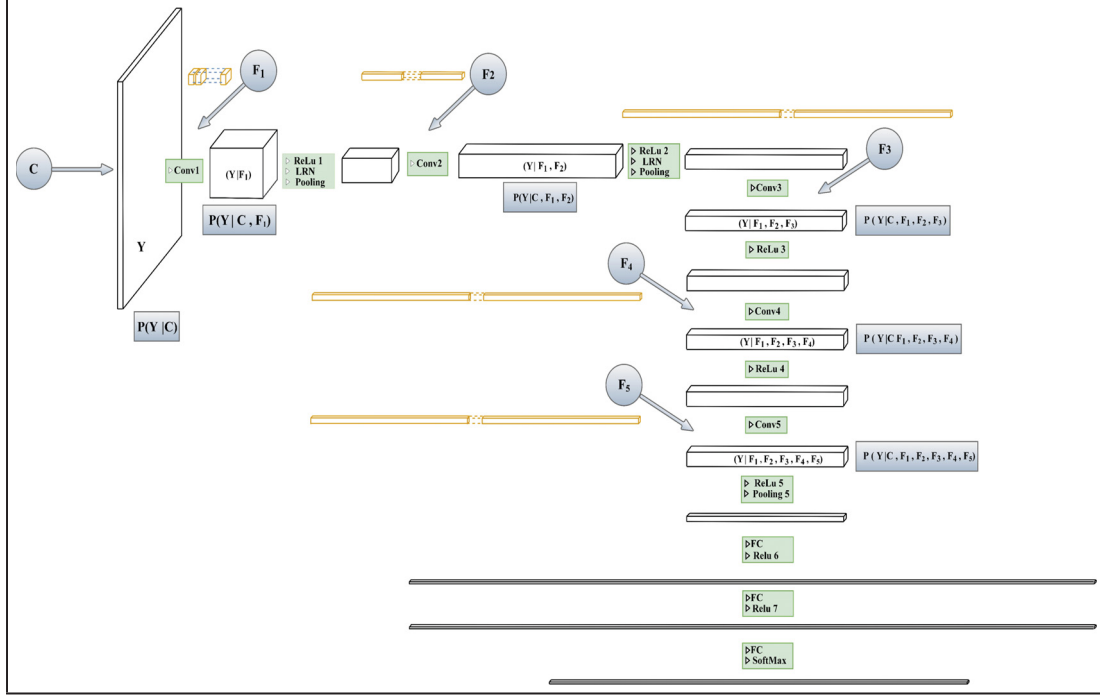 F₁
F₂
C
▷Conv1
(Y|F₁)
▷ ReLu 1
▷ LRN
▷ Pooling
▷Conv2
(Y| F₁ , F₂)
▷ ReLu 2
▷ LRN
▷ Pooling
F₃
P(Y| C , F₁)
P(Y|C , F₁ , F₂)
▷Conv3
Y
(Y| F₁ , F₂ , F₃)
P ( Y|C , F₁ , F₂ , F₃)
▷ ReLu 3
F₄
P(Y |C)
▷Conv4
(Y| F₁ , F₂ , F₃ , F₄)
P ( Y|C F₁ , F₂ , F₃ , F₄)
▷ ReLu 4
F₅
▷Conv5
(Y| F₁ , F₂ , F₃ , F₄ , F₅)
P ( Y|C , F₁ , F₂ , F₃ , F₄ , F₅)
▷ ReLu 5
▷ Pooling 5
▷FC
▷ Relu 6
▷FC
▷ Relu 7
▷FC
▷ SoftMax